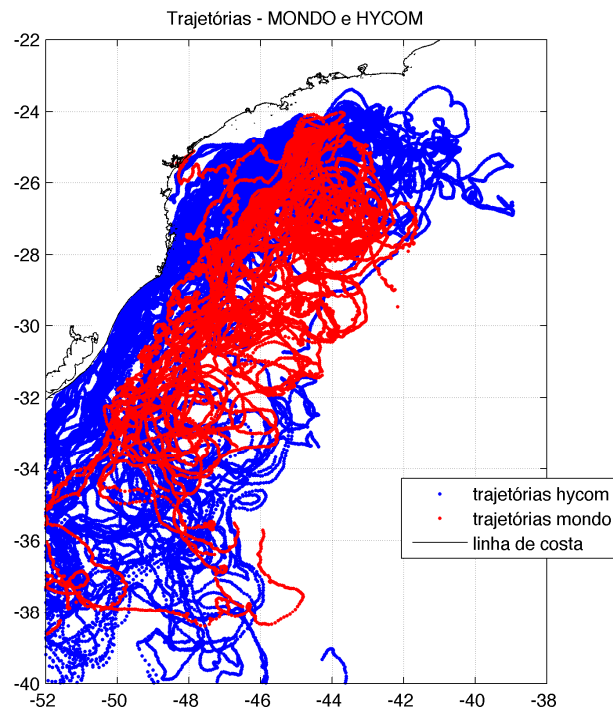 Trajetórias - MONDO e HYCOM
-22
-24
-26
-28
-30
-32
-34
-36
-38
-40
trajetórias hycom
trajetórias mondo
linha de costa
-52 -50 -48 -46 -44 -42 -40 -38